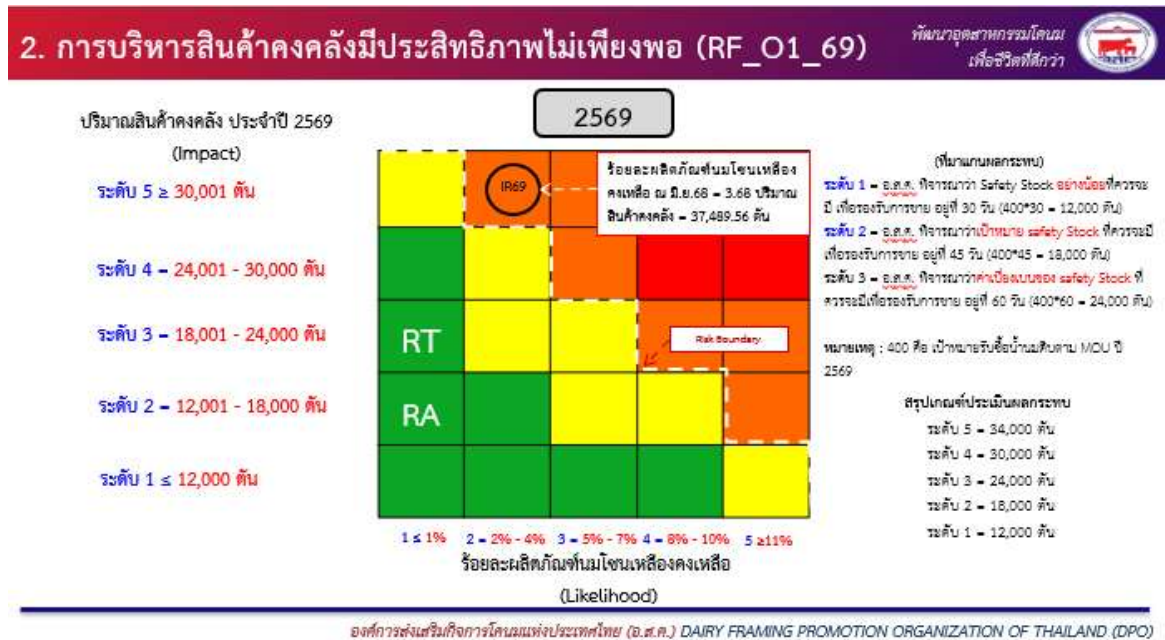 2. การบริหารสินค้าคงคลังมีประสิทธิภาพไม่เพียงพอ (RF_O1_69)
พัฒนาอุตสาหกรรมโคนม
เพื่อชีวิตที่ดีกว่า
ปริมาณสินค้าคงคลัง ประจำปี 2569
(Impact)
ระดับ 5 ≥ 30,001 ตัน
ระดับ 4 = 24,001 - 30,000 ตัน
ระดับ 3 = 18,001 - 24,000 ตัน
ระดับ 2 = 12,001 - 18,000 ตัน
ระดับ 1 ≤ 12,000 ตัน
2569
IR69
ร้อยละผลิตภัณฑ์นมโซนเหลือง
คงเหลือ ณ มิ.ย.68 = 3.68 ปริมาณ
สินค้าคงคลัง = 37,489.56 ตัน
RT
Risk Boundary
RA
1 ≤ 1% 2 = 2% - 4% 3 = 5% - 7% 4 = 8% - 10% 5 ≥11%
ร้อยละผลิตภัณฑ์นมโซนเหลืองคงเหลือ
(Likelihood)
(ที่มาแกนผลกระทบ)
ระดับ 1 = อ.ส.ค. พิจารณาว่า Safety Stock อย่างน้อยที่ควรจะ
มี เพื่อรองรับการขาย อยู่ที่ 30 วัน (400*30 = 12,000 ตัน)
ระดับ 2 = อ.ส.ค. พิจารณาว่าเป้าหมาย safety Stock ที่ควรจะมี
เพื่อรองรับการขาย อยู่ที่ 45 วัน (400*45 = 18,000 ตัน)
ระดับ 3 = อ.ส.ค. พิจารณาว่าค่าเบี่ยงเบนของ safety Stock ที่
ควรจะมีเพื่อรองรับการขาย อยู่ที่ 60 วัน (400*60 = 24,000 ตัน)
หมายเหตุ : 400 คือ เป้าหมายรับซื้อน้ำนมดิบตาม MOU ปี
2569
สรุปเกณฑ์ประเมินผลกระทบ
ระดับ 5 = 34,000 ตัน
ระดับ 4 = 30,000 ตัน
ระดับ 3 = 24,000 ตัน
ระดับ 2 = 18,000 ตัน
ระดับ 1 = 12,000 ตัน
องค์การส่งเสริมกิจการโคนมแห่งประเทศไทย (อ.ส.ค.) DAIRY FRAMING PROMOTION ORGANIZATION OF THAILAND (DPO)